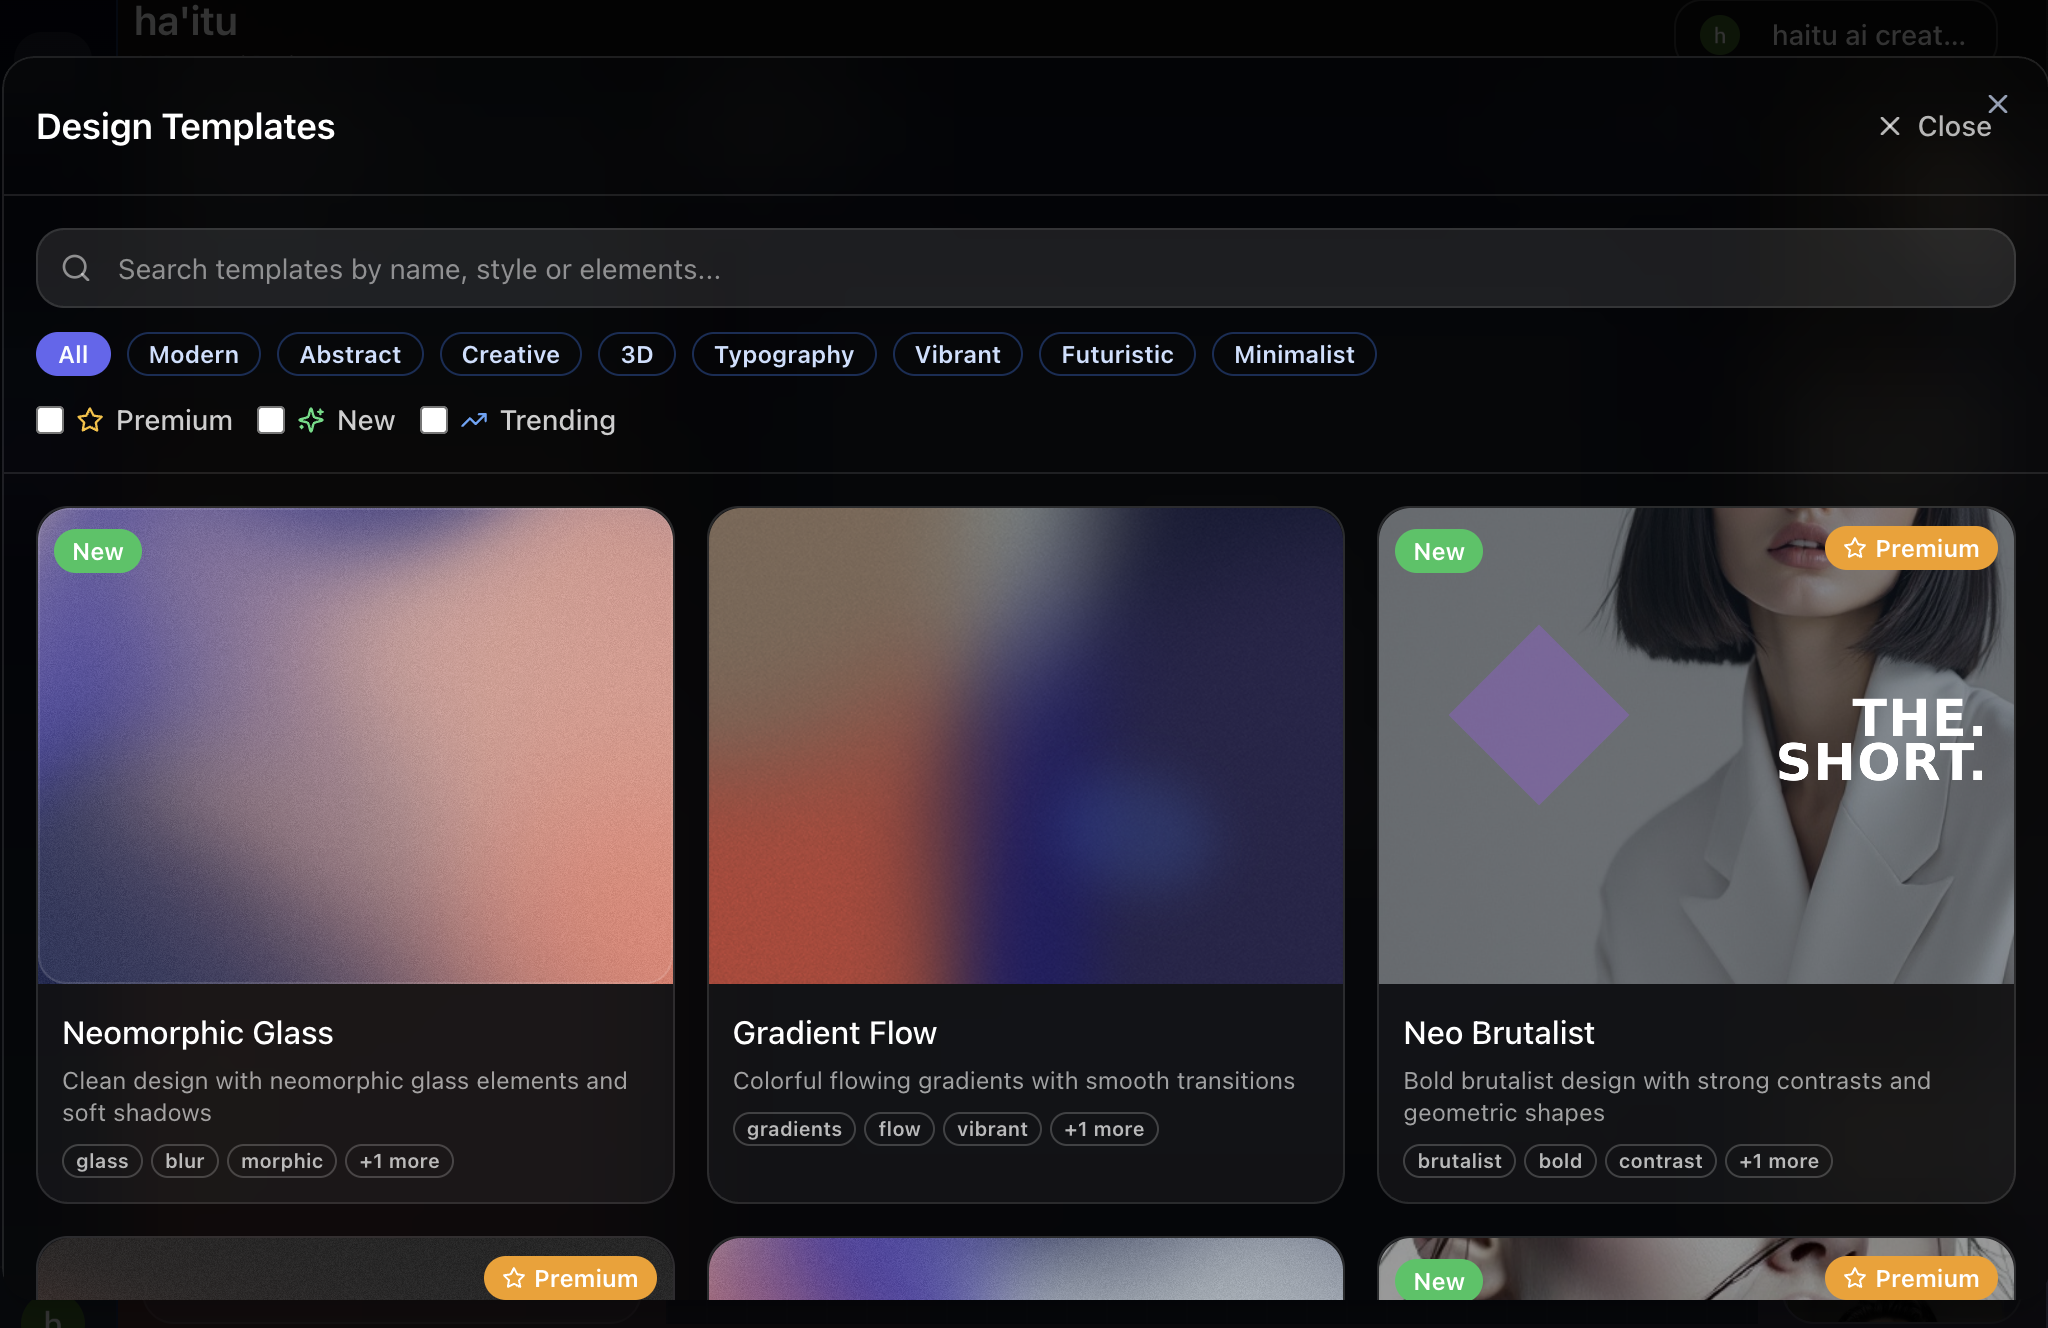 ha'itu
h
haitu ai creat...
Design Templates
Close
Search templates by name, style or elements...
All
Modern
Abstract
Creative
3D
Typography
Vibrant
Futuristic
Minimalist
Premium
New
Trending
New
New
Premium
THE.
SHORT.
Neomorphic Glass
Clean design with neomorphic glass elements and
soft shadows
glass
blur
morphic
+1 more
Gradient Flow
Colorful flowing gradients with smooth transitions
gradients
flow
vibrant
+1 more
Neo Brutalist
Bold brutalist design with strong contrasts and
geometric shapes
brutalist
bold
contrast
+1 more
Premium
New
Premium
h